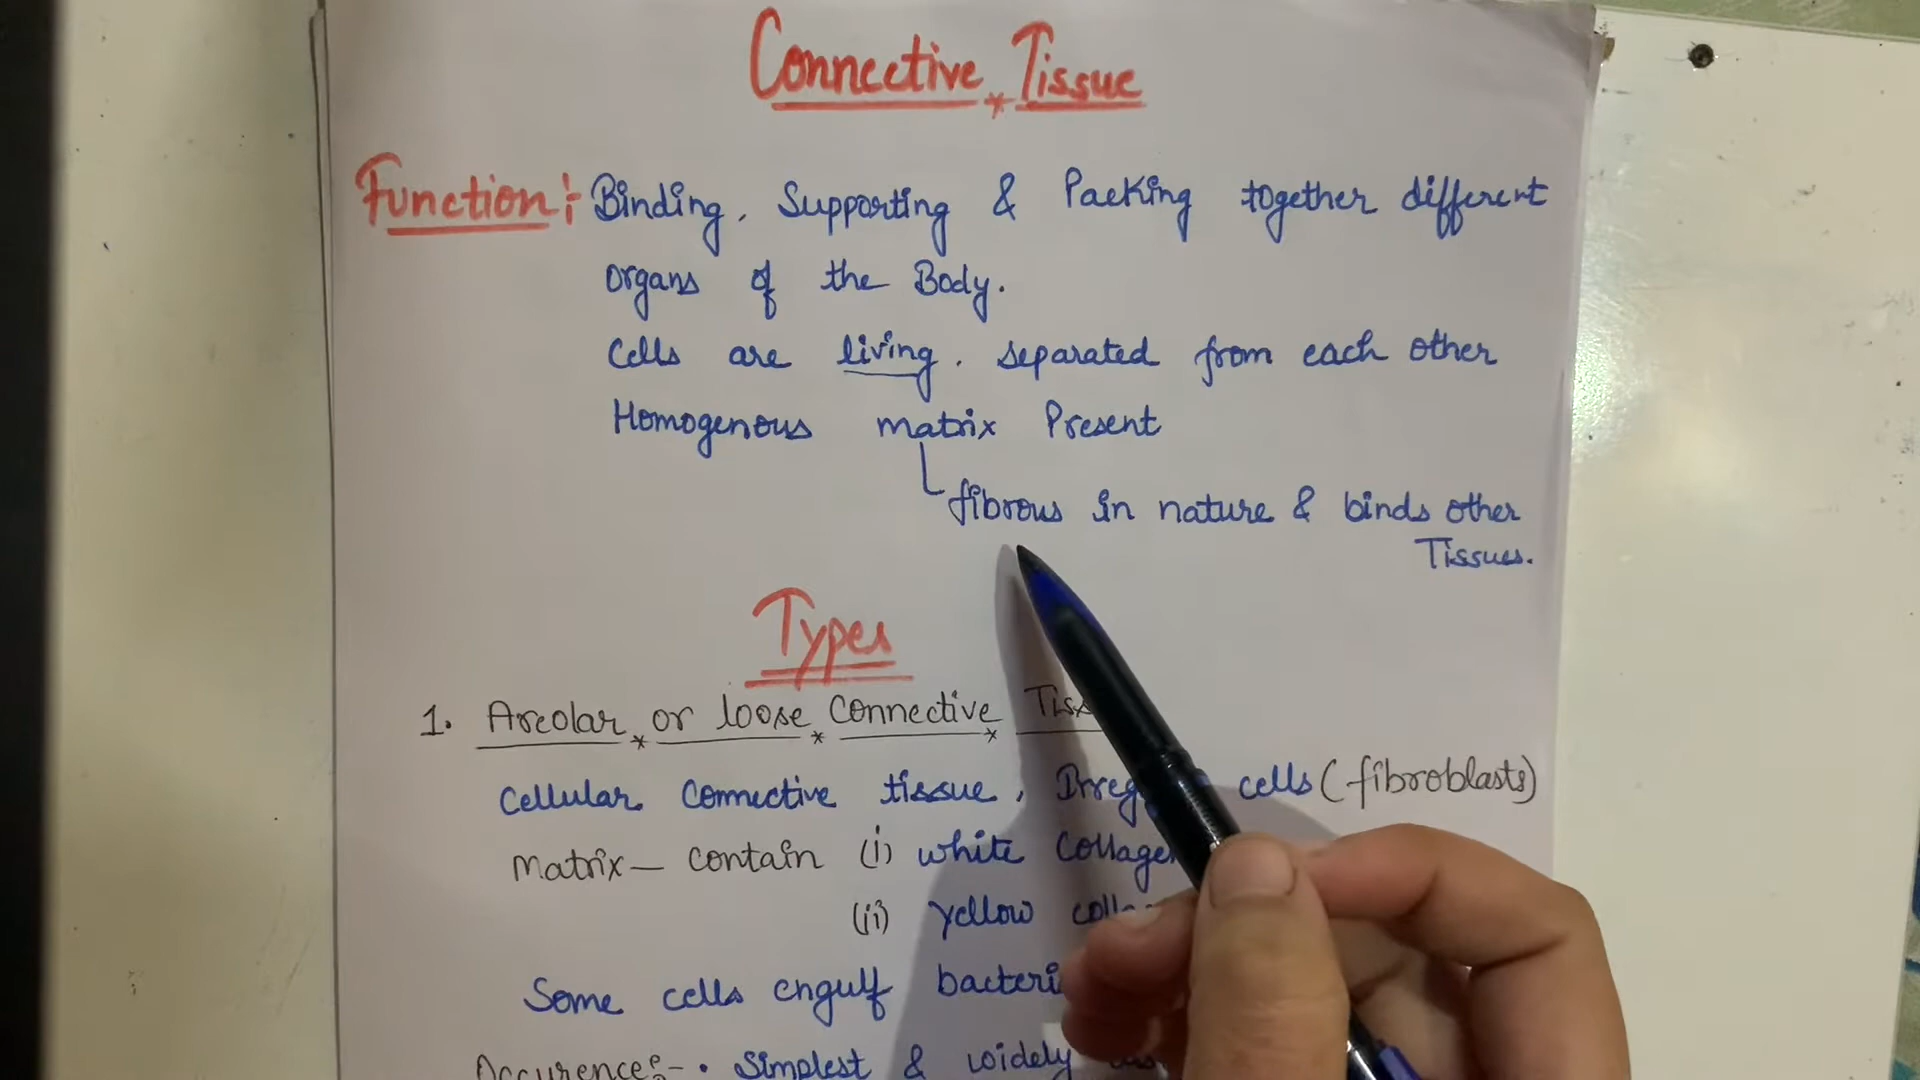 Connective Tissue
Function :- Binding, Supporting & Packing together different
organs of the Body.
Cells are living, separated from each other
Homogenous matrix Present
fibrous in nature & binds other
Tissues.
Types
1. Areolar or loose Connective
Cellular Connective tissue, cells (fibroblasts)
Matrix — contain (i) white
(ii) yellow
Some cells engulf
Occurence:- • Simplest & widely